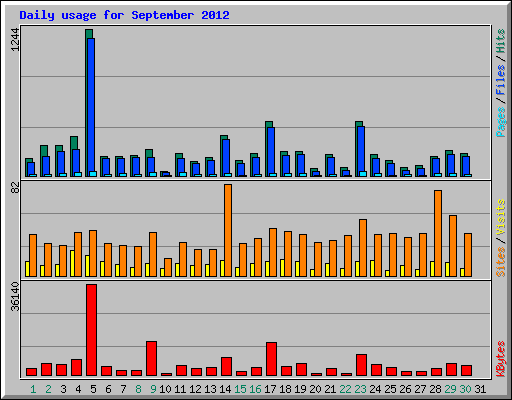 Daily usage for September 2012
1244
Pages / Files / Hits
82
Sites / Visits
36140
KBytes
1 2 3 4 5 6 7 8 9 10 11 12 13 14 15 16 17 18 19 20 21 22 23 24 25 26 27 28 29 30 31